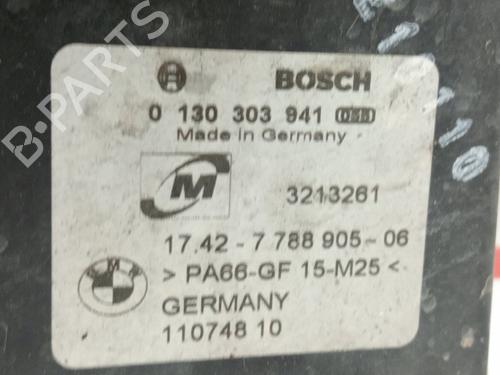 B-PARTS
BOSCH
0 130 303 941
Made in Germany
M
3213261
17.42 - 7 788 905 - 06
BMW
> PA66-GF 15-M25 <
GERMANY
110748 10